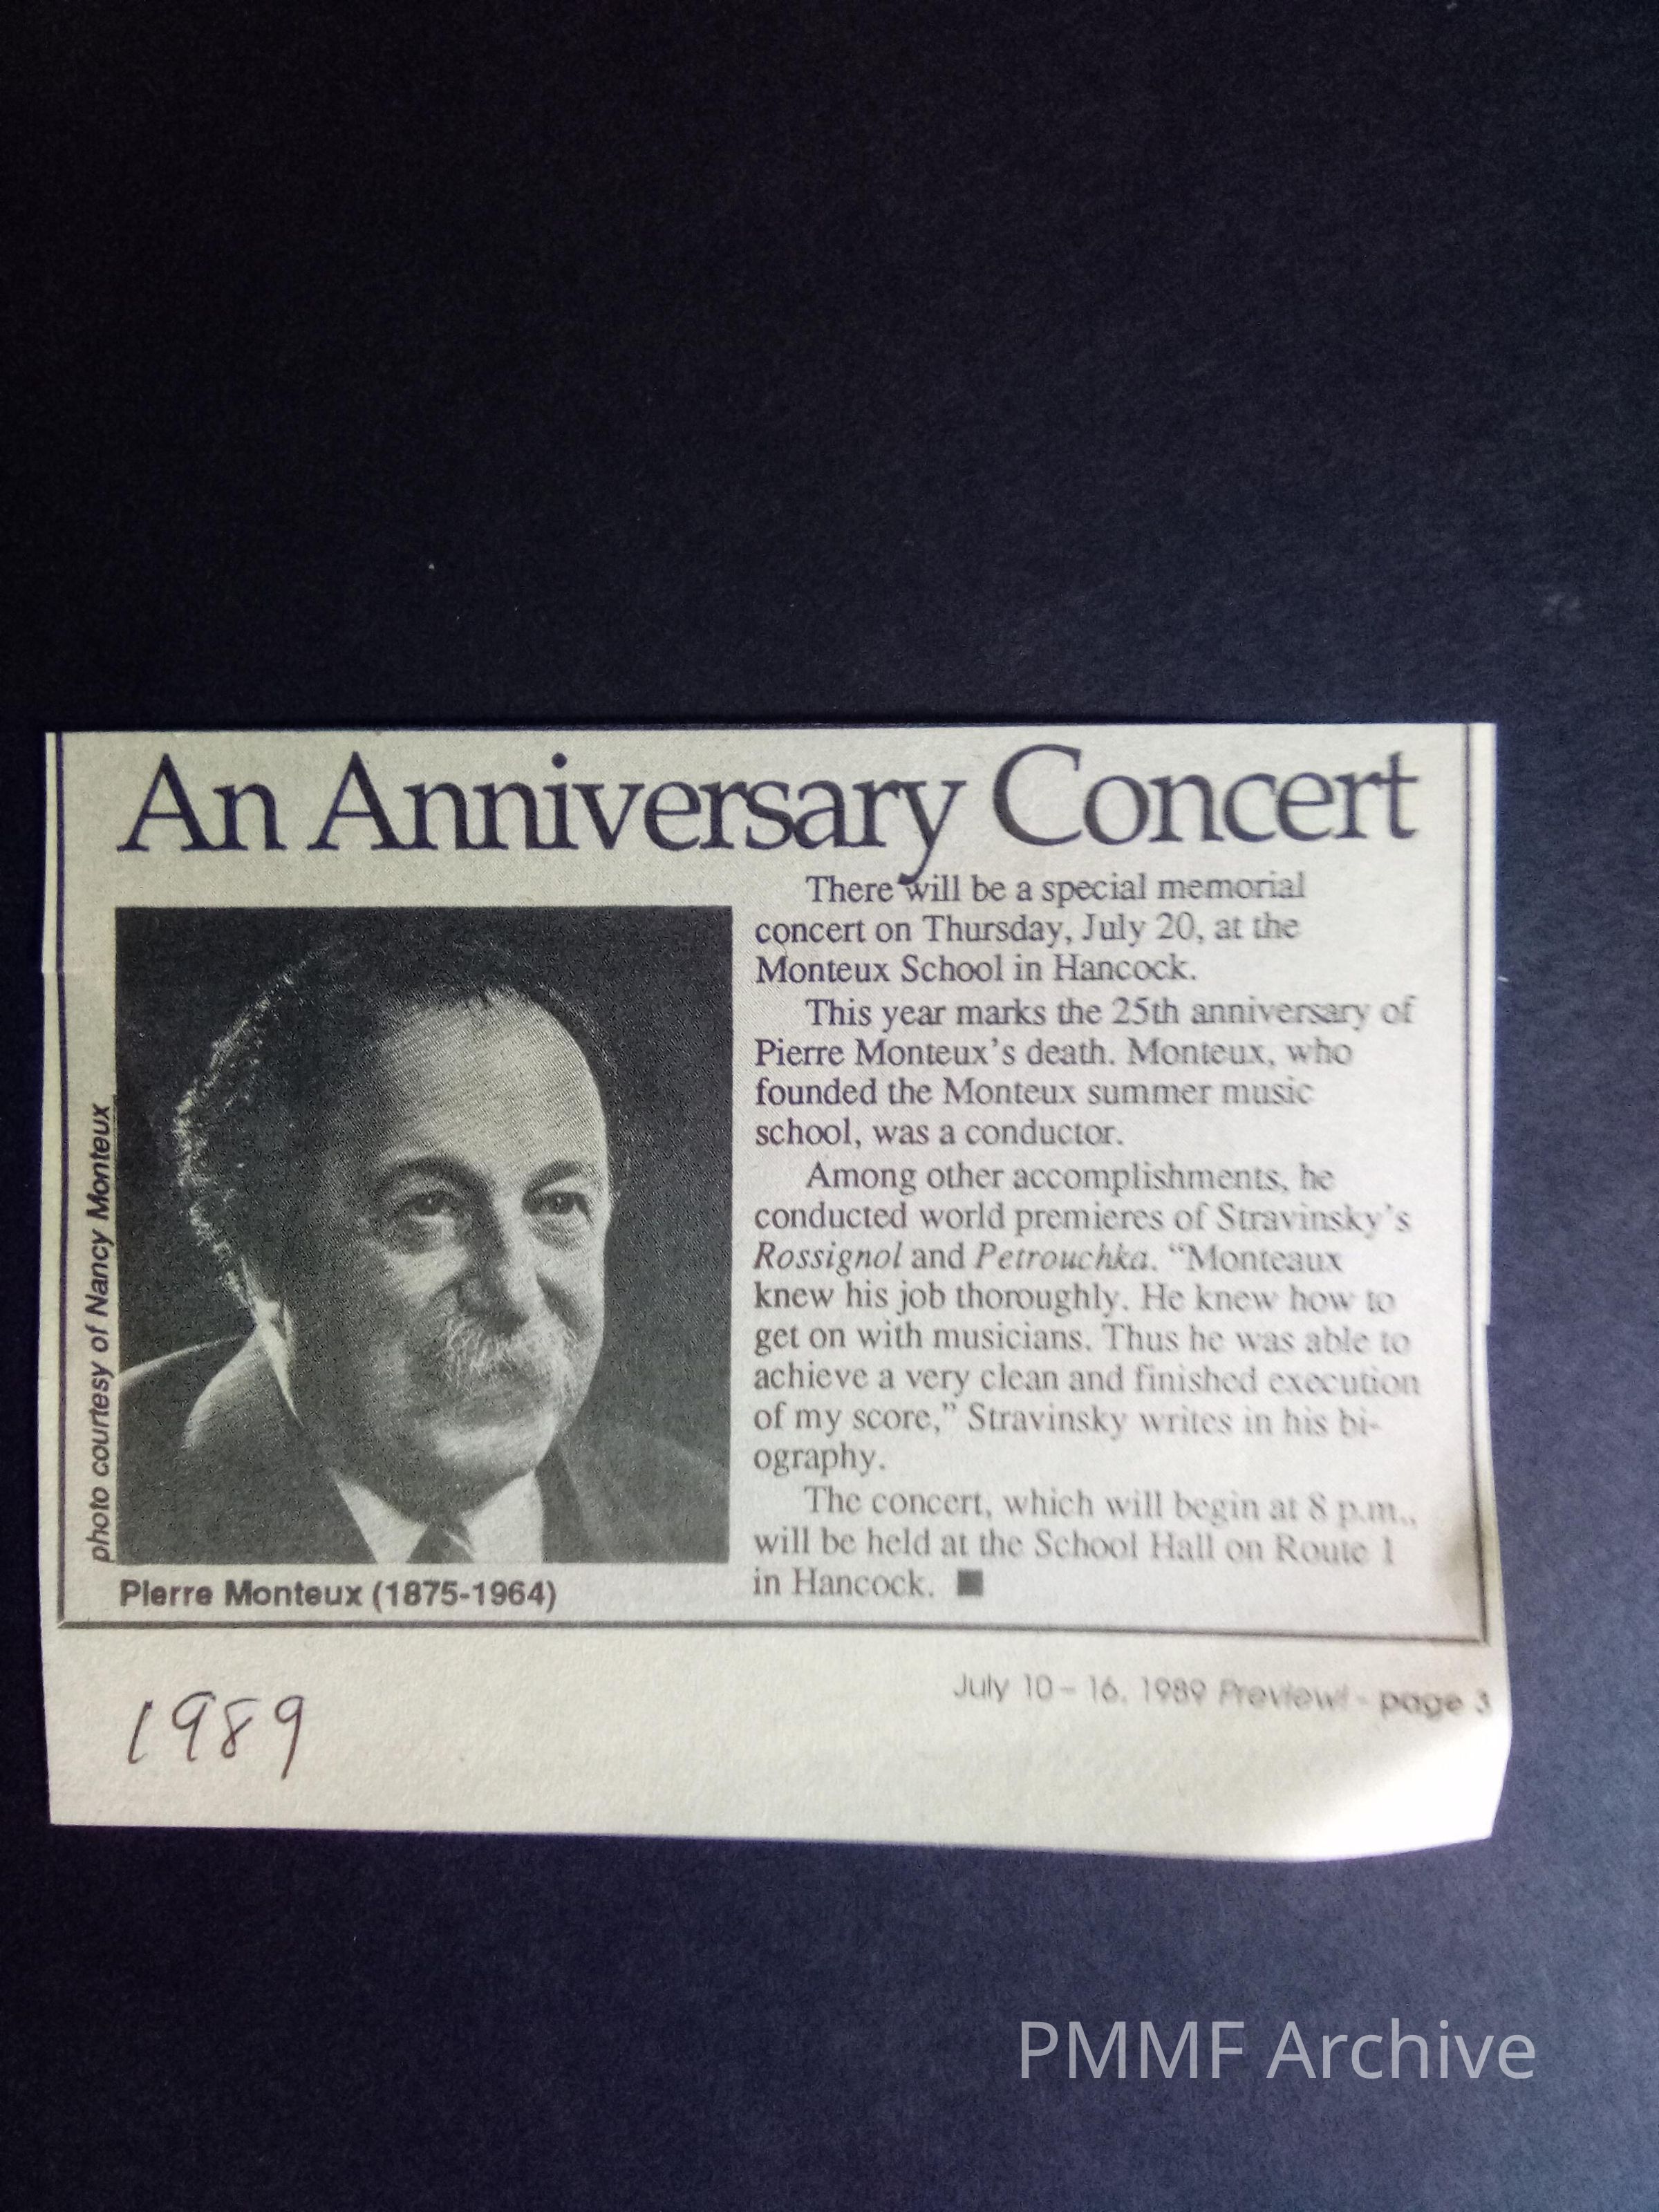 An Anniversary Concert
photo courtesy of Nancy Monteux
Pierre Monteux (1875-1964)
There will be a special memorial
concert on Thursday, July 20, at the
Monteux School in Hancock.
This year marks the 25th anniversary of
Pierre Monteux's death. Monteux, who
founded the Monteux summer music
school, was a conductor.
Among other accomplishments, he
conducted world premieres of Stravinsky's
Rossignol and Petrouchka. "Monteaux
knew his job thoroughly. He knew how to
get on with musicians. Thus he was able to
achieve a very clean and finished execution
of my score," Stravinsky writes in his bi-
ography.
The concert, which will begin at 8 p.m.,
will be held at the School Hall on Route 1
in Hancock. ■
July 10 – 16, 1989 Preview! - page 3
1989
PMMF Archive